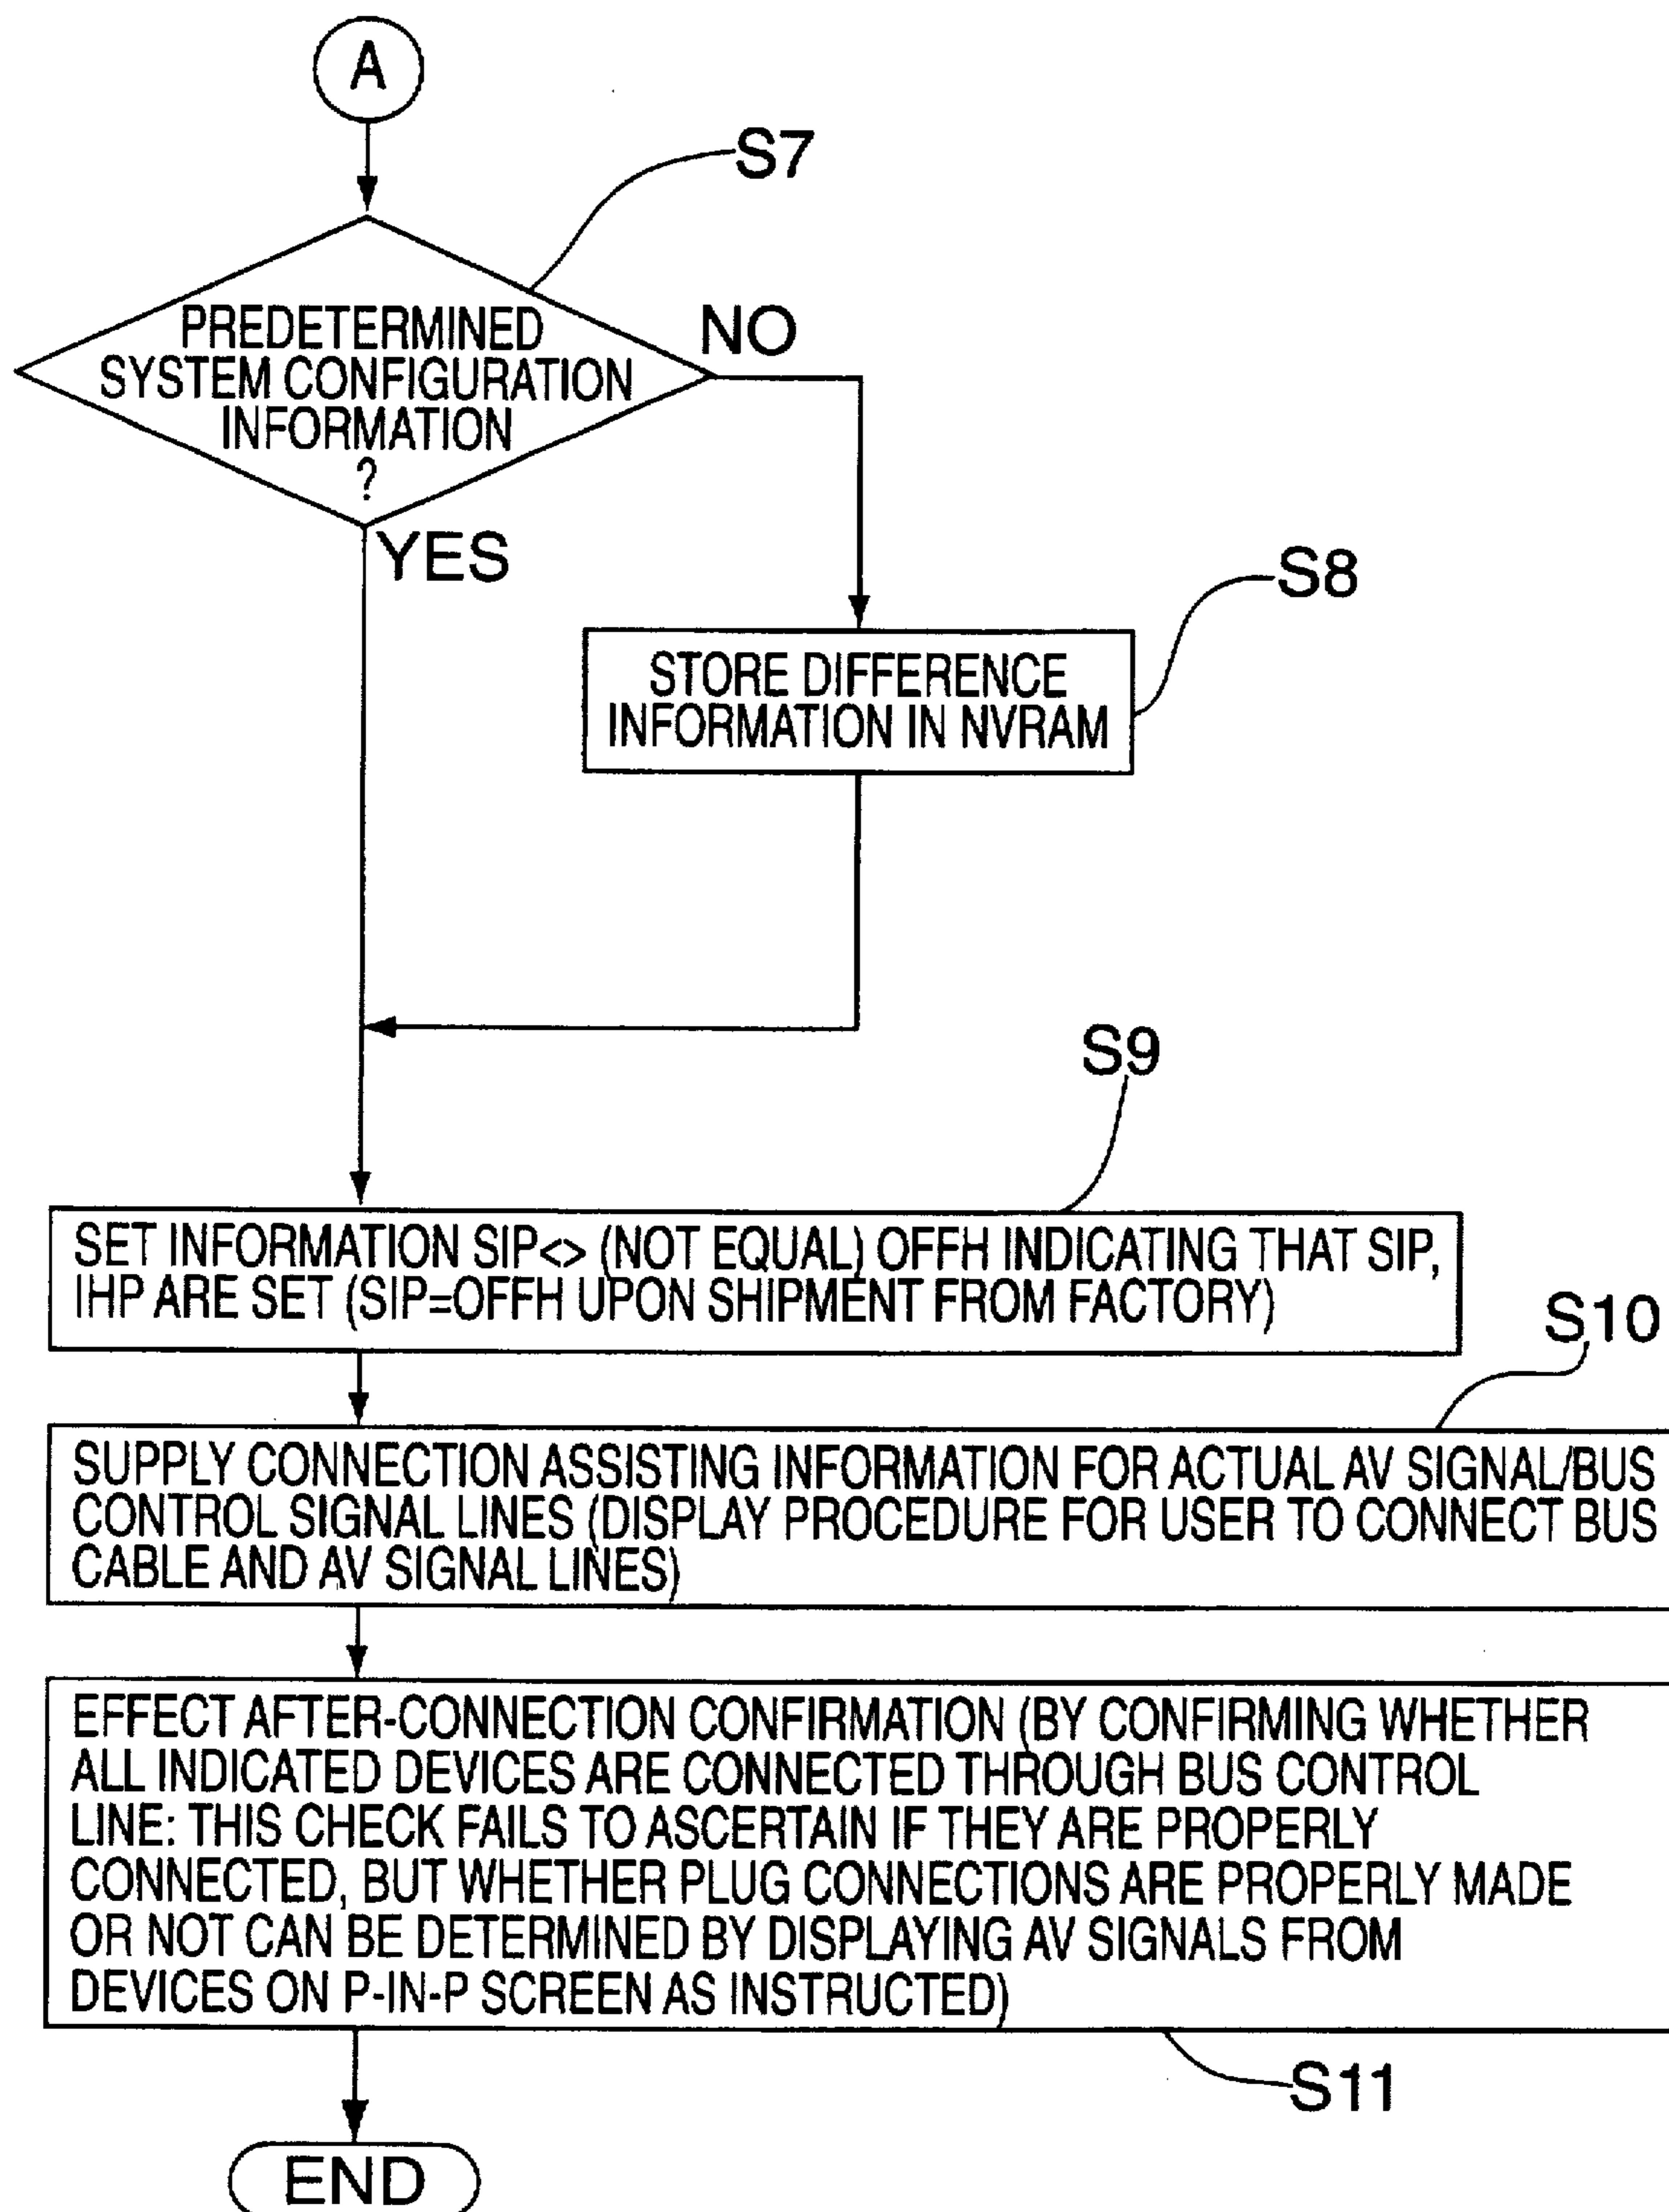 A
S7
PREDETERMINED
SYSTEM CONFIGURATION
INFORMATION
?
NO
YES
S8
STORE DIFFERENCE
INFORMATION IN NVRAM
S9
SET INFORMATION SIP<> (NOT EQUAL) OFFH INDICATING THAT SIP,
IHP ARE SET (SIP=OFFH UPON SHIPMENT FROM FACTORY)
S10
SUPPLY CONNECTION ASSISTING INFORMATION FOR ACTUAL AV SIGNAL/BUS
CONTROL SIGNAL LINES (DISPLAY PROCEDURE FOR USER TO CONNECT BUS
CABLE AND AV SIGNAL LINES)
EFFECT AFTER-CONNECTION CONFIRMATION (BY CONFIRMING WHETHER
ALL INDICATED DEVICES ARE CONNECTED THROUGH BUS CONTROL
LINE: THIS CHECK FAILS TO ASCERTAIN IF THEY ARE PROPERLY
CONNECTED, BUT WHETHER PLUG CONNECTIONS ARE PROPERLY MADE
OR NOT CAN BE DETERMINED BY DISPLAYING AV SIGNALS FROM
DEVICES ON P-IN-P SCREEN AS INSTRUCTED)
S11
END